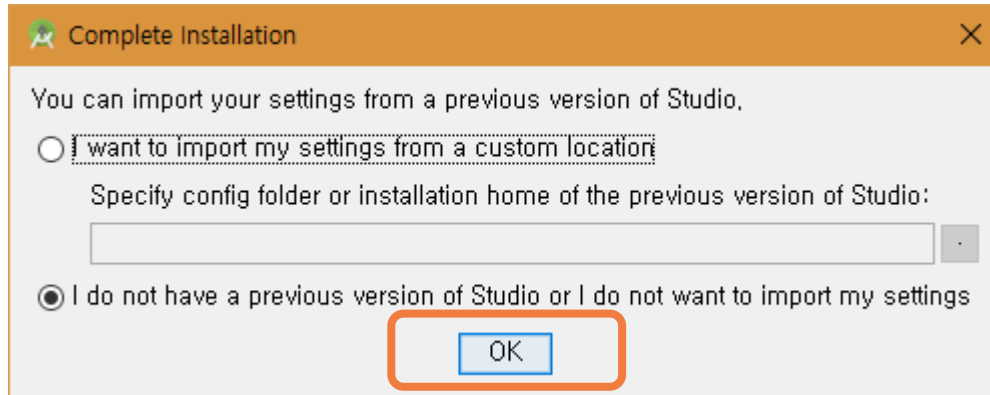 Complete Installation
You can import your settings from a previous version of Studio,
I want to import my settings from a custom location
Specify config folder or installation home of the previous version of Studio:
I do not have a previous version of Studio or I do not want to import my settings
OK